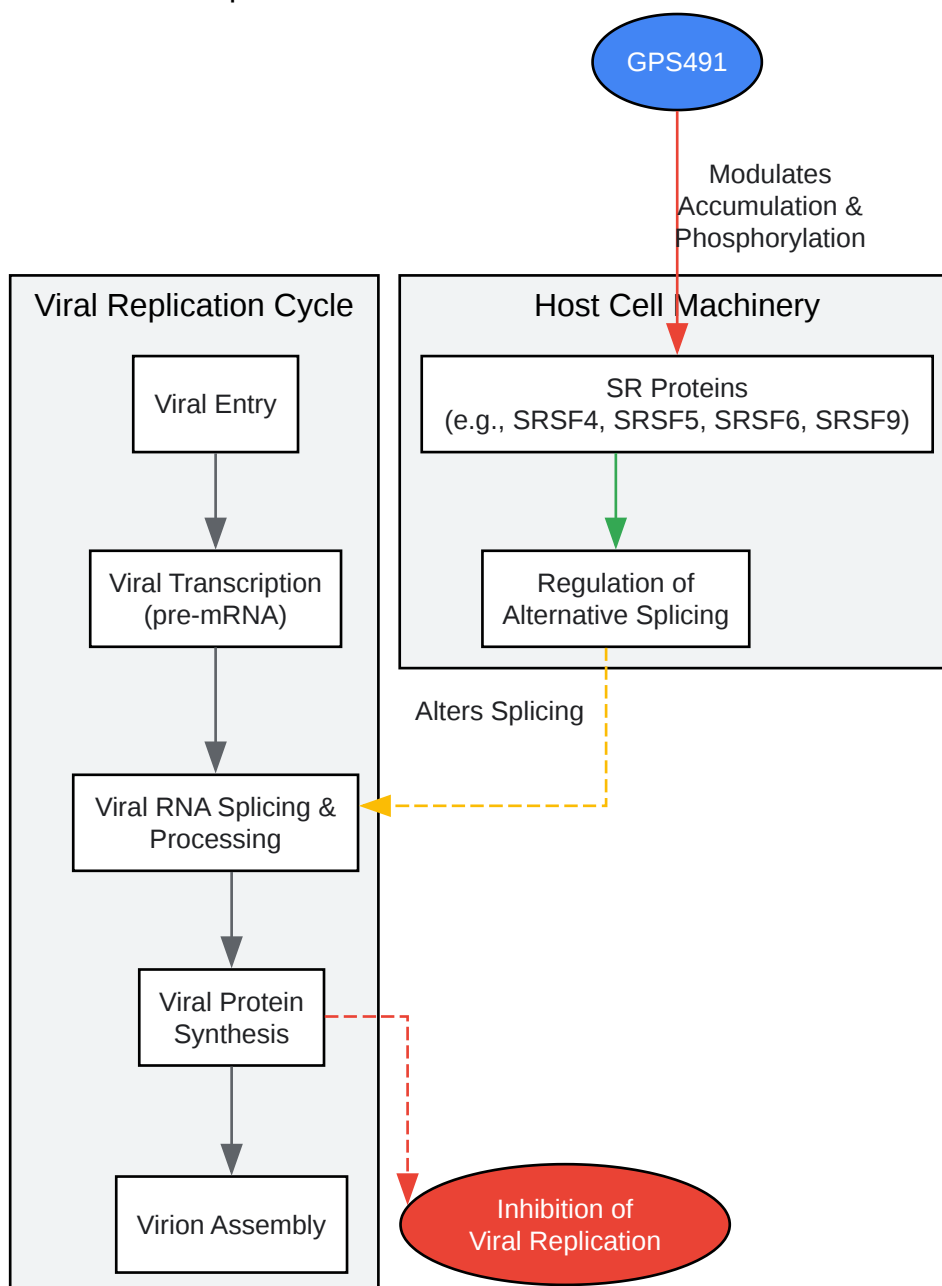 GPS491
Modulates
Accumulation &
Phosphorylation
Viral Replication Cycle
Host Cell Machinery
Viral Entry
SR Proteins
(e.g., SRSF4, SRSF5, SRSF6, SRSF9)
Viral Transcription
(pre-mRNA)
Regulation of
Alternative Splicing
Alters Splicing
Viral RNA Splicing &
Processing
Viral Protein
Synthesis
Virion Assembly
Inhibition of
Viral Replication